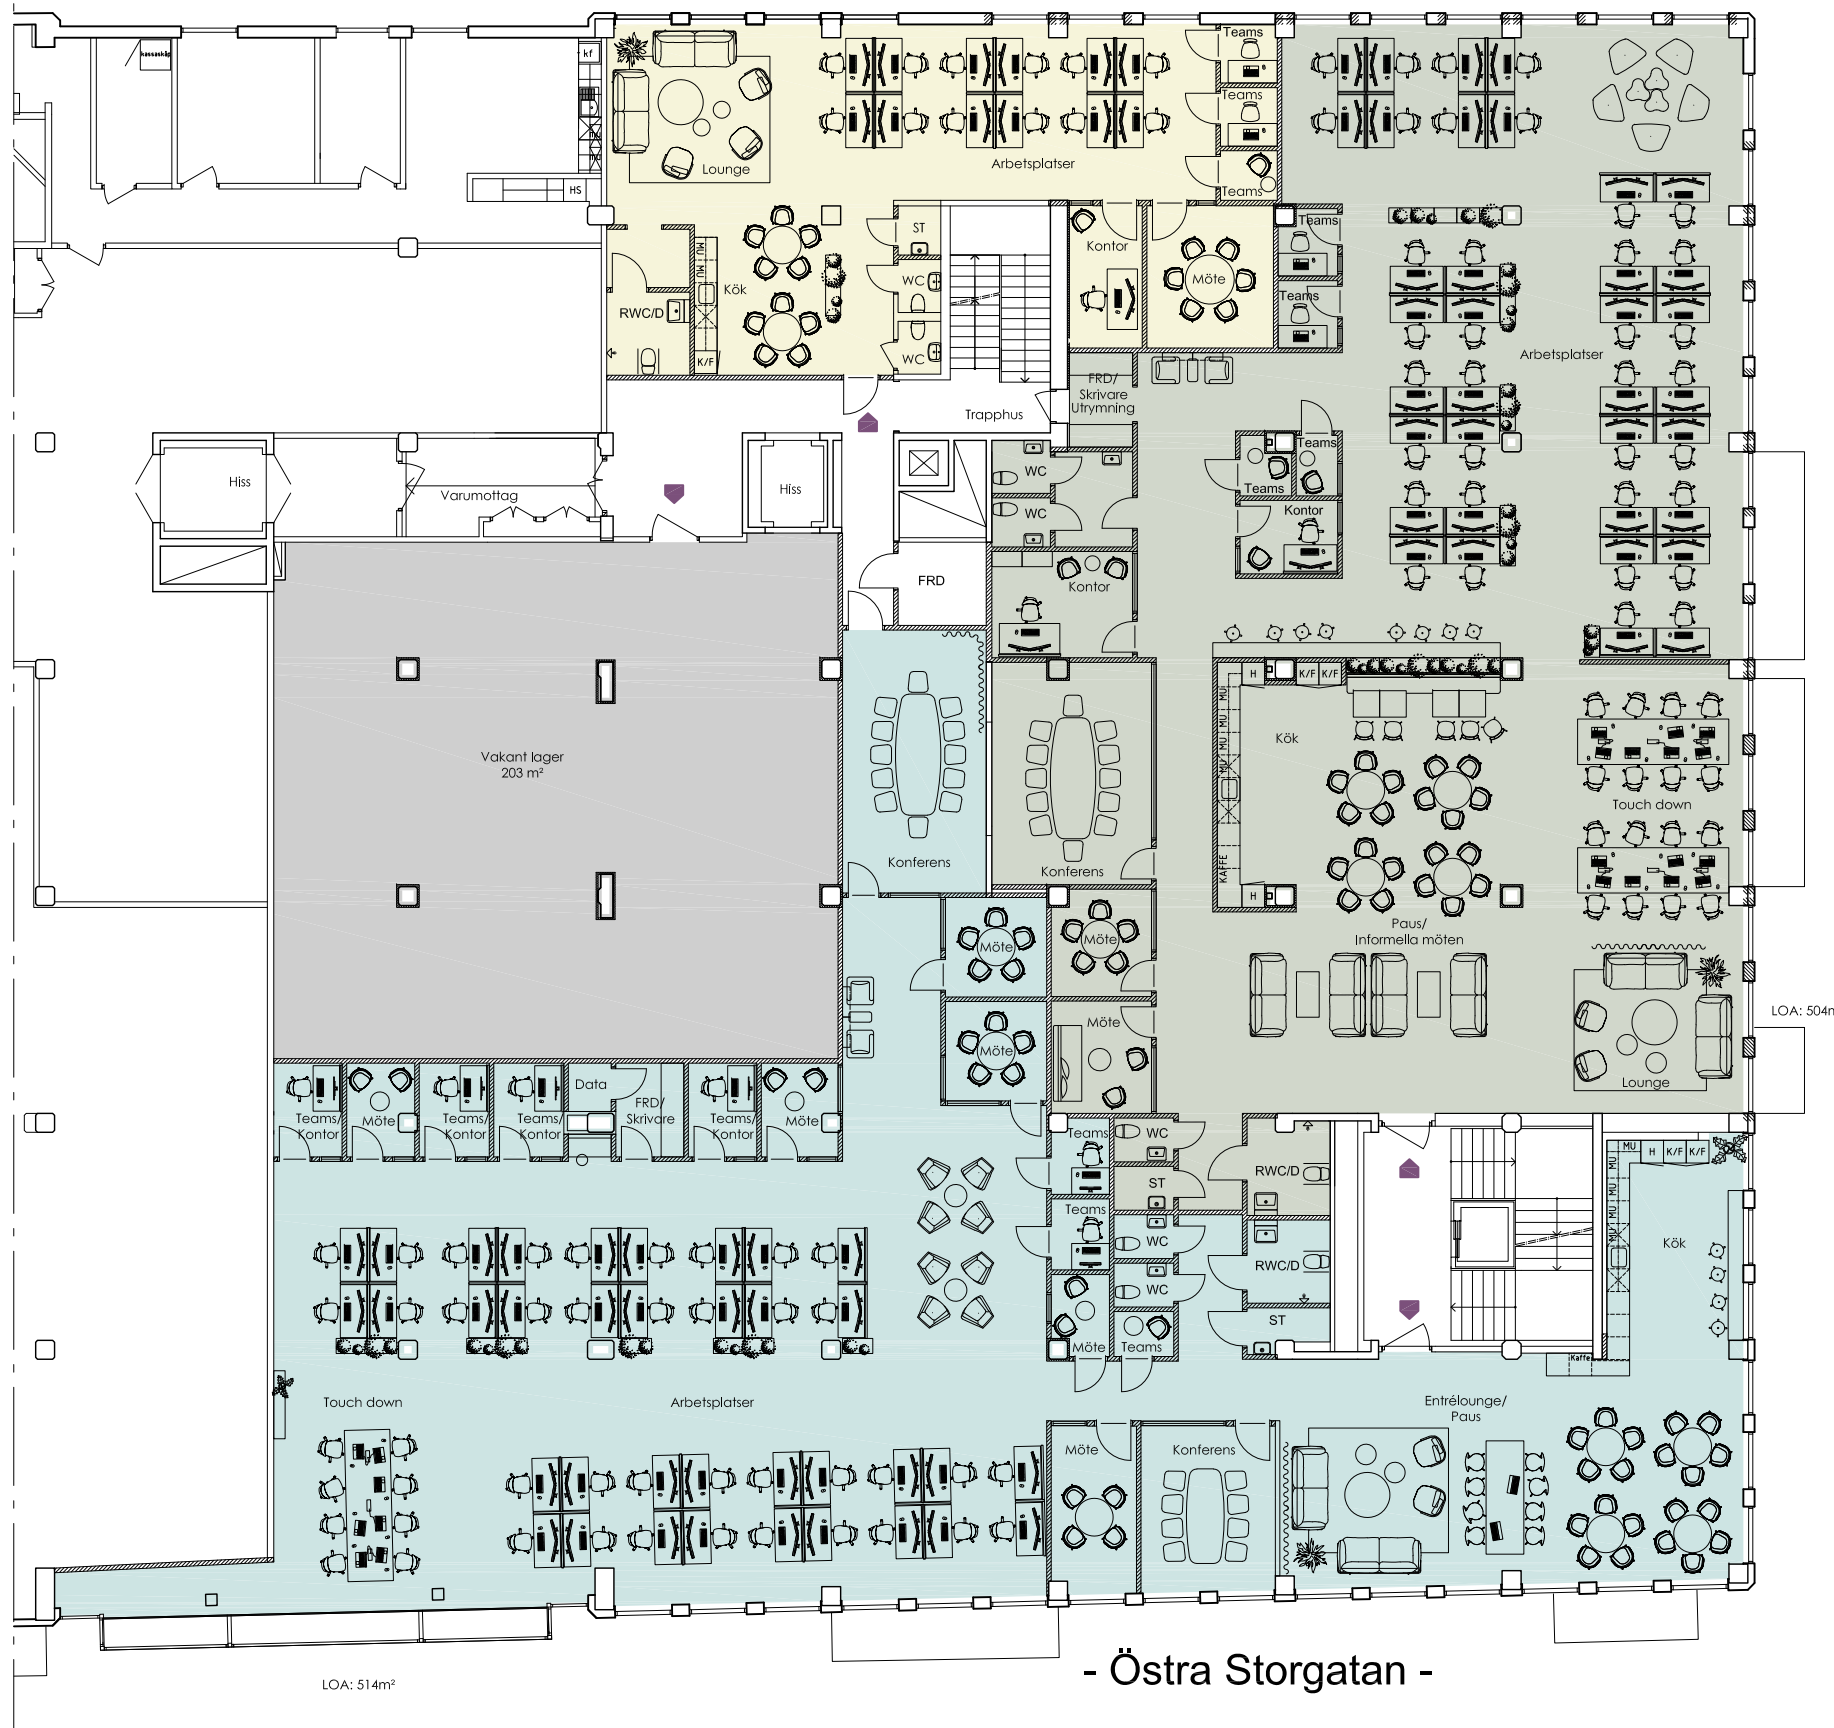 kassaskåp
kf
HS
Lounge
Arbetsplatser
Teams
Teams
Teams
ST
WC
WC
RWC/D
MU
MU
Kök
K/F
Kontor
Möte
Teams
Teams
Arbetsplatser
FRD/
Skrivare
Utrymning
Trapphus
Hiss
Varumottag
Hiss
WC
WC
Teams
Teams
Kontor
FRD
Kontor
Vakant lager
203 m²
Konferens
Konferens
H
K/F
K/F
MU
MU
MU
MU
Kök
KAFFE
H
Touch down
Paus/
Informella möten
Möte
Möte
Möte
Möte
Lounge
LOA: 504m
Teams/
Kontor
Möte
Teams/
Kontor
Teams/
Kontor
Data
FRD/
Skrivare
Teams/
Kontor
Möte
Teams
WC
ST
RWC/D
Teams
WC
WC
RWC/D
ST
Möte
Teams
MU
H
K/F
K/F
MU
MU
MU
MU
Kök
Kaffe
Touch down
Arbetsplatser
Entrélounge/
Paus
Möte
Konferens
- Östra Storgatan -
LOA: 514m²